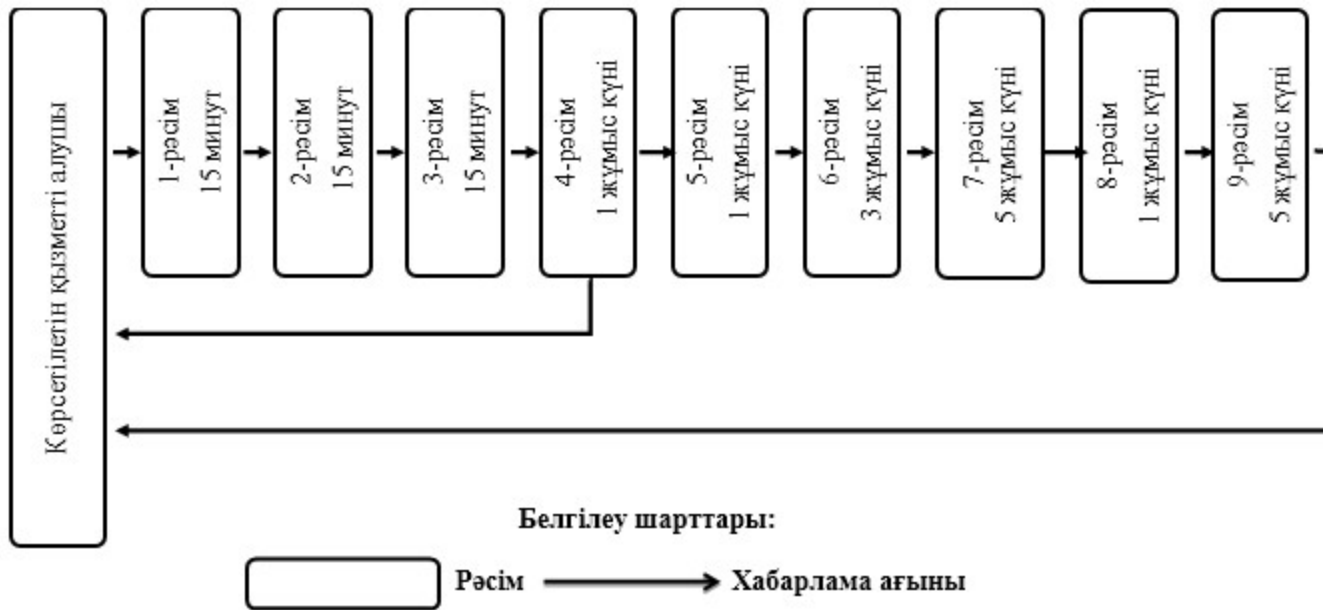 Көрсетілетін қызметті алушы
1-рәсім
15 минут
2-рәсім
15 минут
3-рәсім
15 минут
4-рәсім
1 жұмыс күні
5-рәсім
1 жұмыс күні
6-рәсім
3 жұмыс күні
7-рәсім
5 жұмыс күні
8-рәсім
1 жұмыс күні
9-рәсім
5 жұмыс күні
Белгілеу шарттары:
Рәсім Хабарлама ағыны